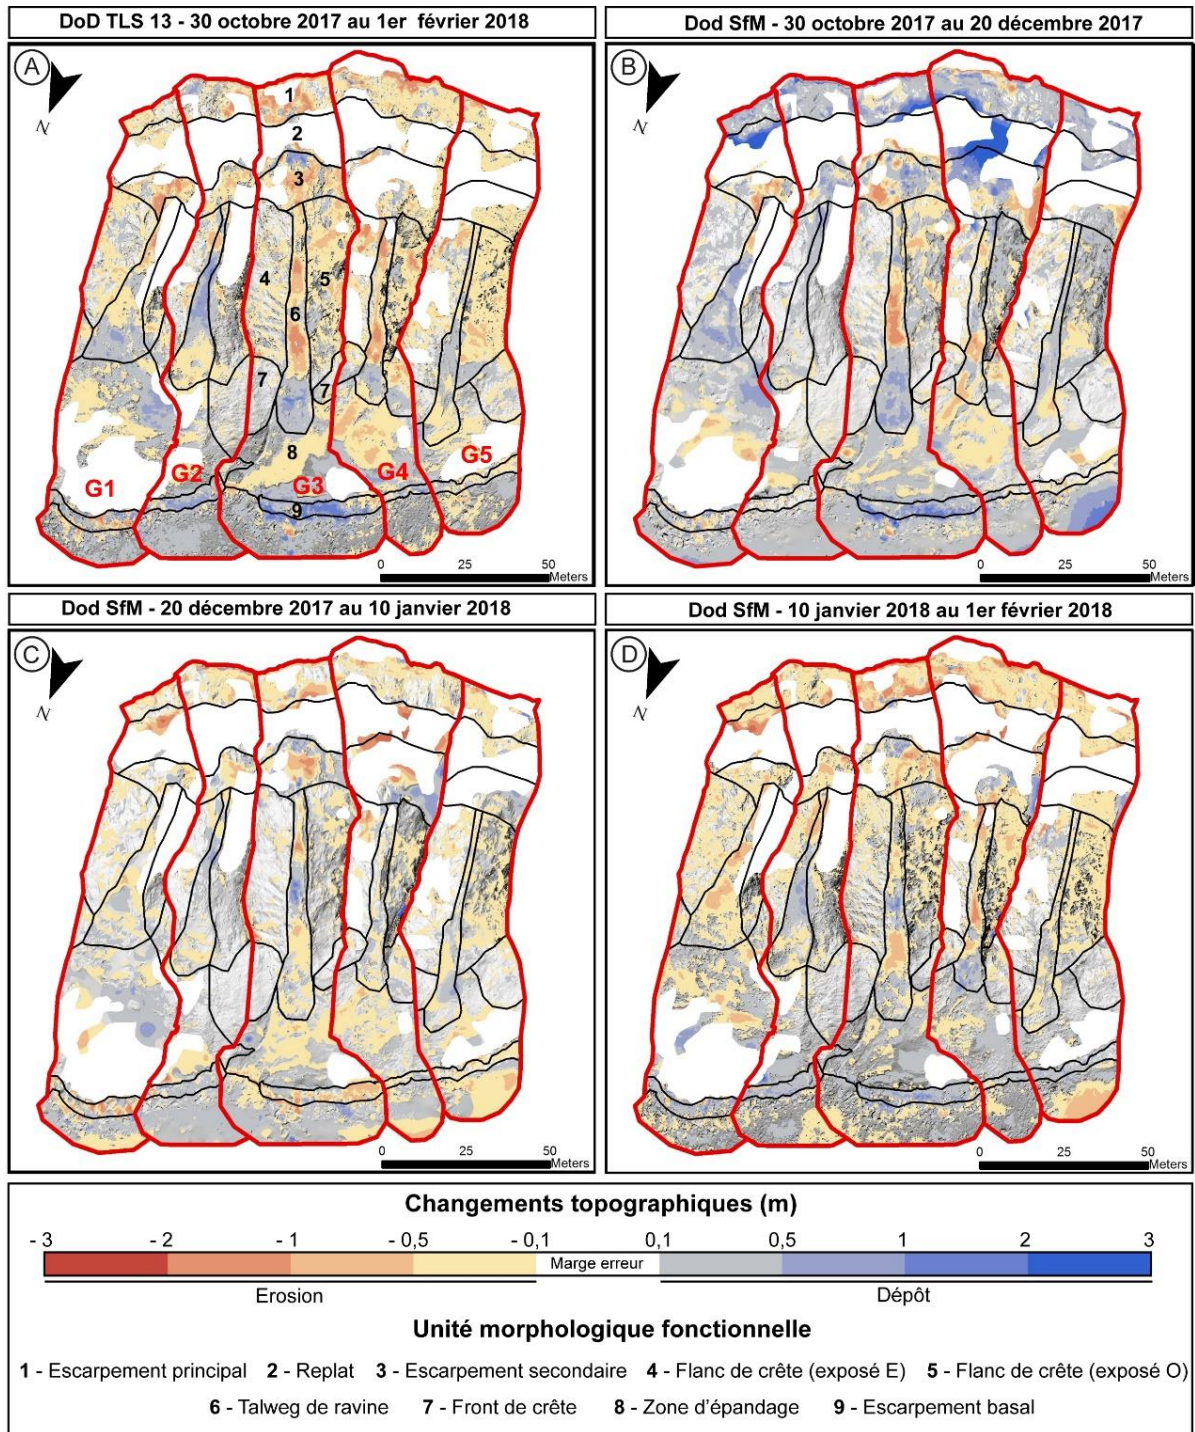 DoD TLS 13 - 30 octobre 2017 au 1er février 2018
Dod SfM - 30 octobre 2017 au 20 décembre 2017
A
N
1
2
3
4
5
6
7
7
8
9
G1
G2
G3
G4
G5
0 25 50
Meters
B
N
0 25 50
Meters
Dod SfM - 20 décembre 2017 au 10 janvier 2018
Dod SfM - 10 janvier 2018 au 1er février 2018
C
N
0 25 50
Meters
D
N
0 25 50
Meters
Changements topographiques (m)
- 3 - 2 - 1 - 0,5 - 0,1 0,1 0,5 1 2 3
Marge erreur
Erosion Dépôt
Unité morphologique fonctionnelle
1 - Escarpement principal 2 - Replat 3 - Escarpement secondaire 4 - Flanc de crête (exposé E) 5 - Flanc de crête (exposé O)
6 - Talweg de ravine 7 - Front de crête 8 - Zone d'épandage 9 - Escarpement basal